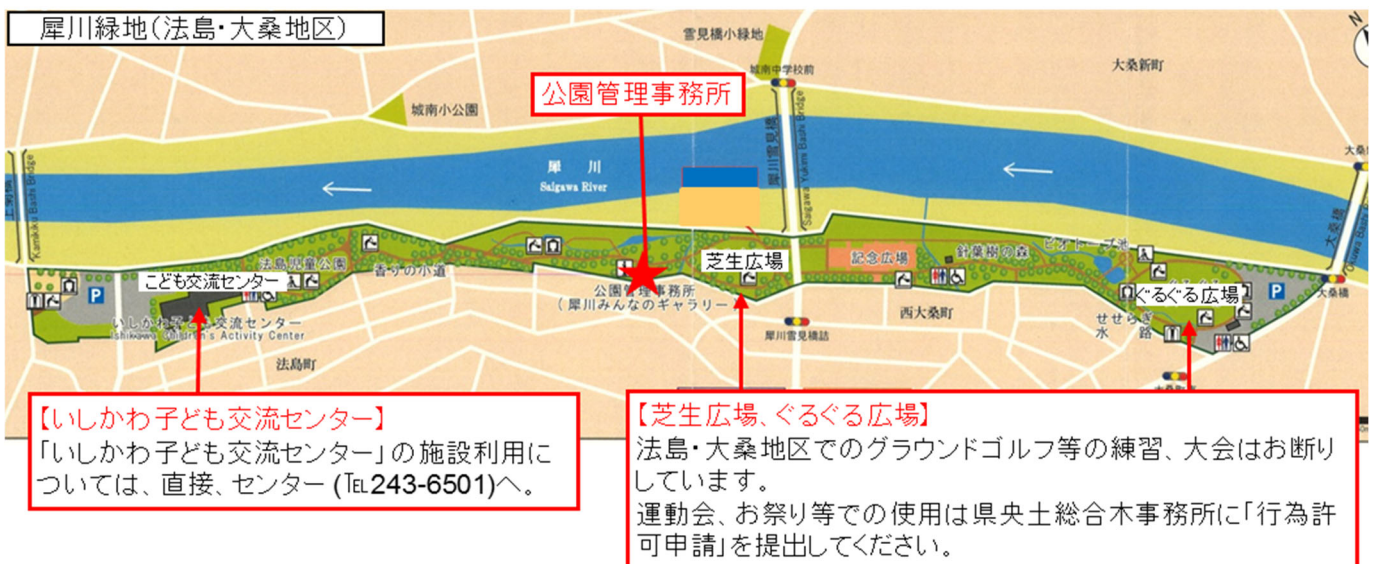 犀川緑地(法島・大桑地区)
雪見橋小緑地
城南中学校前
大桑新町
N
公園管理事務所
城南小公園
犀川
Saigawa River
犀川雪見橋
Saigawa Yukimi Bashi Bridge
上菊橋
Kamikiku Bashi Bridge
大桑橋
法島児童公園
香りの小道
芝生広場
記念広場
針葉樹の森
ビオトープ池
こども交流センター
P
いしかわ子ども交流センター
Ishikawa Children's Activity Center
公園管理事務所
(犀川みんなのギャラリー)
ぐるぐる広場
P
大桑橋
せせらぎ
水路
西大桑町
犀川雪見橋詰
法島町
【いしかわ子ども交流センター】
「いしかわ子ども交流センター」の施設利用に
ついては、直接、センター(℡243-6501)へ。
【芝生広場、ぐるぐる広場】
法島・大桑地区でのグラウンドゴルフ等の練習、大会はお断り
しています。
運動会、お祭り等での使用は県央土総合木事務所に「行為許
可申請」を提出してください。